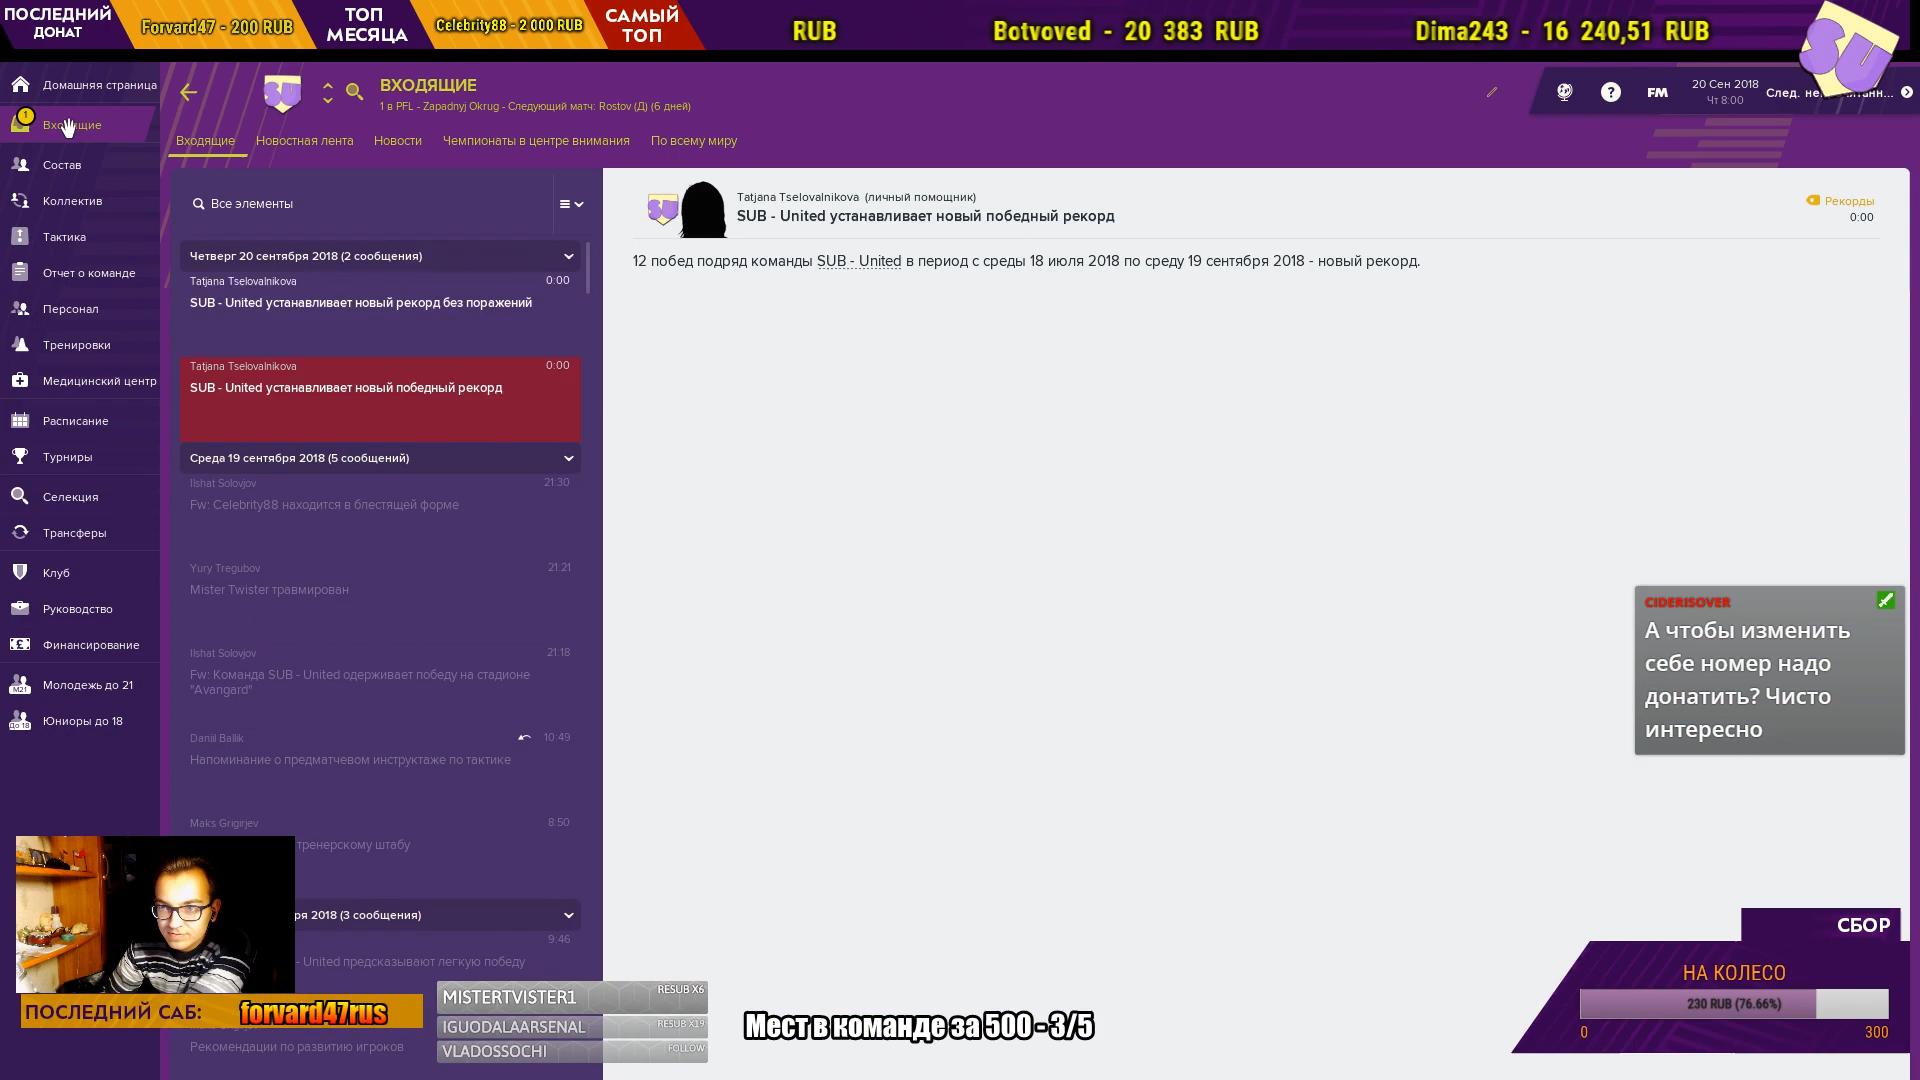 ПОСЛЕДНИЙ
ДОНАТ
Forvard47 - 200 RUB
ТОП
МЕСЯЦА
Celebrity88 - 2 000 RUB
САМЫЙ
ТОП
RUB
Botvoved - 20 383 RUB
Dima243 - 16 240,51 RUB
SU
Домашняя страница
1
Входящие
Состав
Коллектив
Тактика
Отчет о команде
Персонал
Тренировки
Медицинский центр
Расписание
Турниры
Селекция
Трансферы
Клуб
Руководство
Финансирование
Молодежь до 21
Юниоры до 18
ВХОДЯЩИЕ
1 в PFL - Zapadnyj Okrug - Следующий матч: Rostov (Д) (6 дней)
FM
20 Сен 2018
Чт 8:00
След.
Входящие
Новостная лента
Новости
Чемпионаты в центре внимания
По всему миру
Все элементы
Четверг 20 сентября 2018 (2 сообщения)
Tatjana Tselovalnikova 0:00
SUB - United устанавливает новый рекорд без поражений
Tatjana Tselovalnikova 0:00
SUB - United устанавливает новый победный рекорд
Среда 19 сентября 2018 (5 сообщений)
Ilshat Solovjov 21:30
Fw: Celebrity88 находится в блестящей форме
Yury Tregubov 21:21
Mister Twister травмирован
Ilshat Solovjov 21:18
Fw: Команда SUB - United одерживает победу на стадионе
"Avangard"
Daniil Ballik 10:49
Напоминание о предматчевом инструктаже по тактике
Maks Grigirjev 8:50
тренерскому штабу
ря 2018 (3 сообщения)
9:46
- United предсказывают легкую победу
Рекомендации по развитию игроков
Tatjana Tselovalnikova (личный помощник)
SUB - United устанавливает новый победный рекорд
Рекорды
0:00
12 побед подряд команды SUB - United в период с среды 18 июля 2018 по среду 19 сентября 2018 - новый рекорд.
CIDERISOVER
А чтобы изменить
себе номер надо
донатить? Чисто
интересно
ПОСЛЕДНИЙ САБ: forvard47rus
MISTERTVISTER1 RESUB X6
IGUODALAARSENAL RESUB X19
VLADOSSOCHI FOLLOW
Мест в команде за 500 - 3/5
СБОР
НА КОЛЕСО
230 RUB (76.66%)
0 300